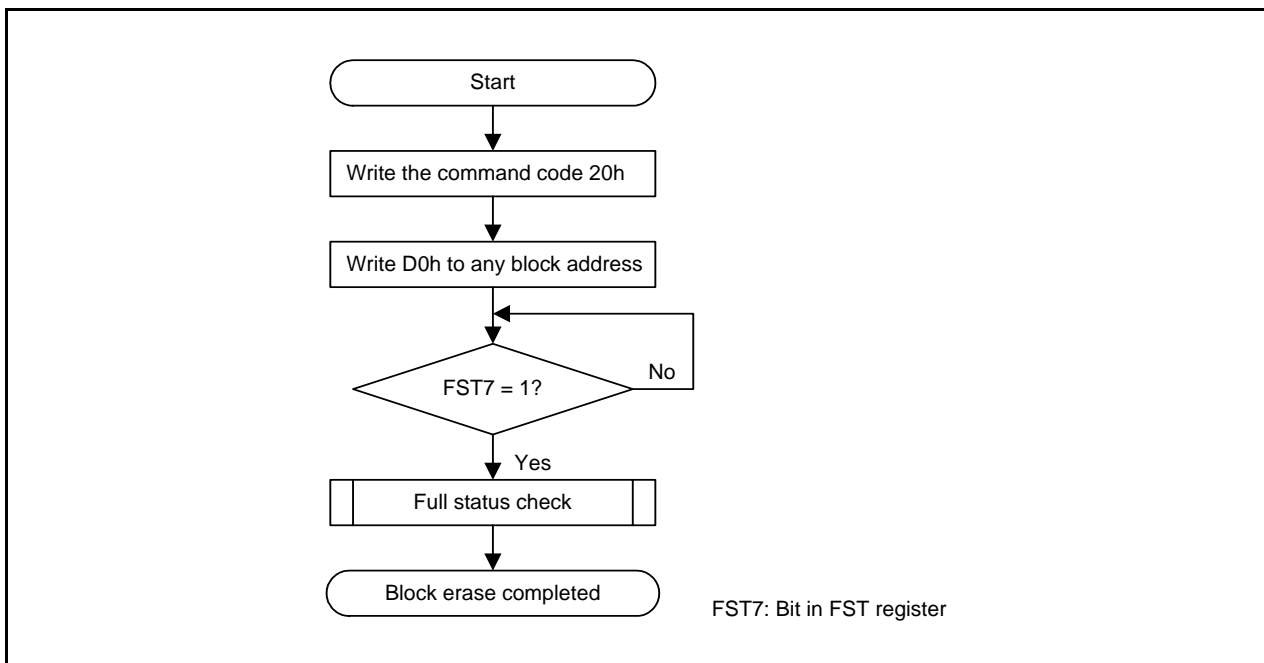 Start
Write the command code 20h
Write D0h to any block address
FST7 = 1?
No
Yes
Full status check
Block erase completed
FST7: Bit in FST register